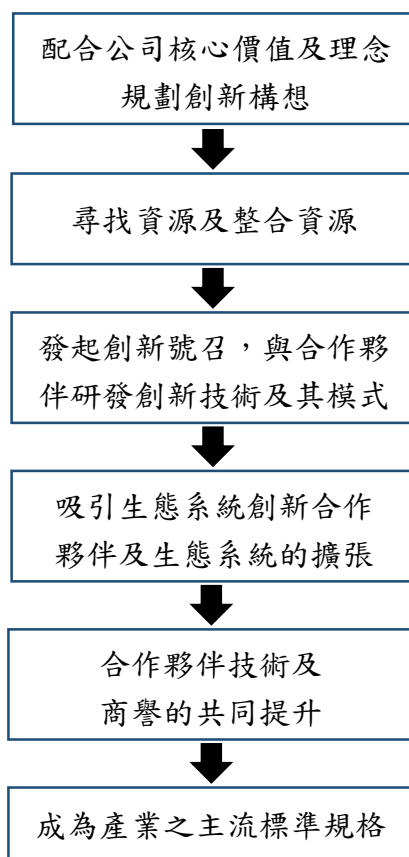 配合公司核心價值及理念
規劃創新構想
尋找資源及整合資源
發起創新號召，與合作夥
伴研發創新技術及其模式
吸引生態系統創新合作
夥伴及生態系統的擴張
合作夥伴技術及
商譽的共同提升
成為產業之主流標準規格